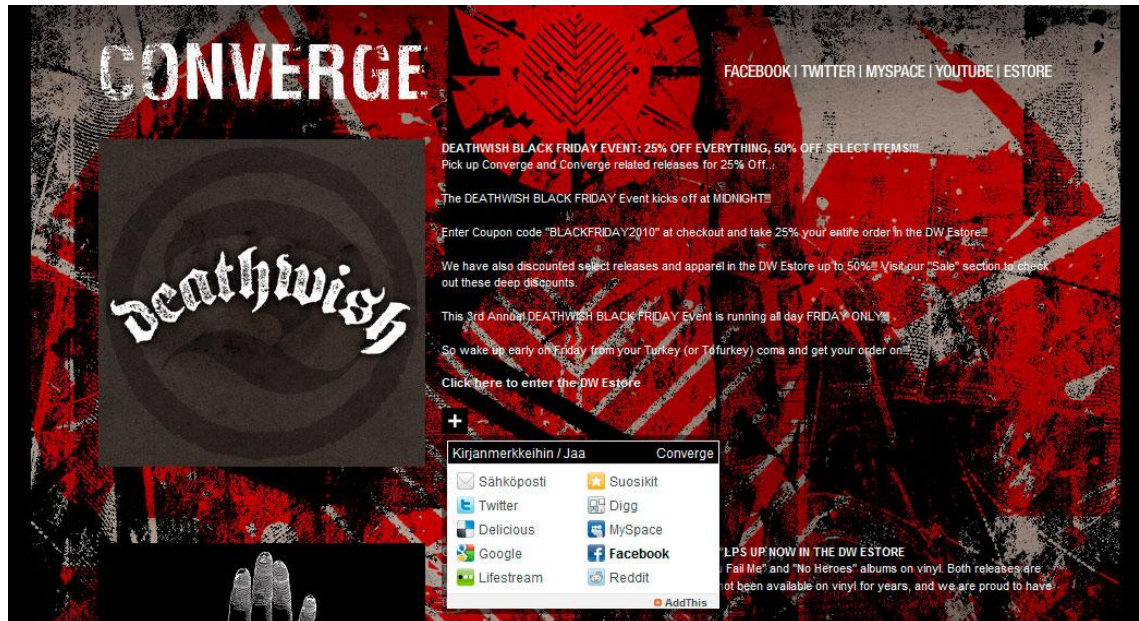 CONVERGE
FACEBOOK | TWITTER | MYSPACE | YOUTUBE | ESTORE
deathwish
DEATHWISH BLACK FRIDAY EVENT: 25% OFF EVERYTHING, 50% OFF SELECT ITEMS!!!
Pick up Converge and Converge related releases for 25% Off...
The DEATHWISH BLACK FRIDAY Event kicks off at MIDNIGHT!!!
Enter Coupon code "BLACKFRIDAY2010" at checkout and take 25% your entire order in the DW Estore!!!
We have also discounted select releases and apparel in the DW Estore up to 50%!!! Visit our "Sale" section to check
out these deep discounts.
This 3rd Annual DEATHWISH BLACK FRIDAY Event is running all day FRIDAY ONLY!!!
So wake up early on Friday from your Turkey (or Tofurkey) coma and get your order on!!!
Click here to enter the DW Estore
Kirjanmerkkeihin / Jaa Converge
Sähköposti Suosikit
Twitter Digg
Delicious MySpace
Google Facebook
Lifestream Reddit
AddThis
LPS UP NOW IN THE DW ESTORE
Fail Me" and "No Heroes" albums on vinyl. Both releases are
not been available on vinyl for years, and we are proud to have